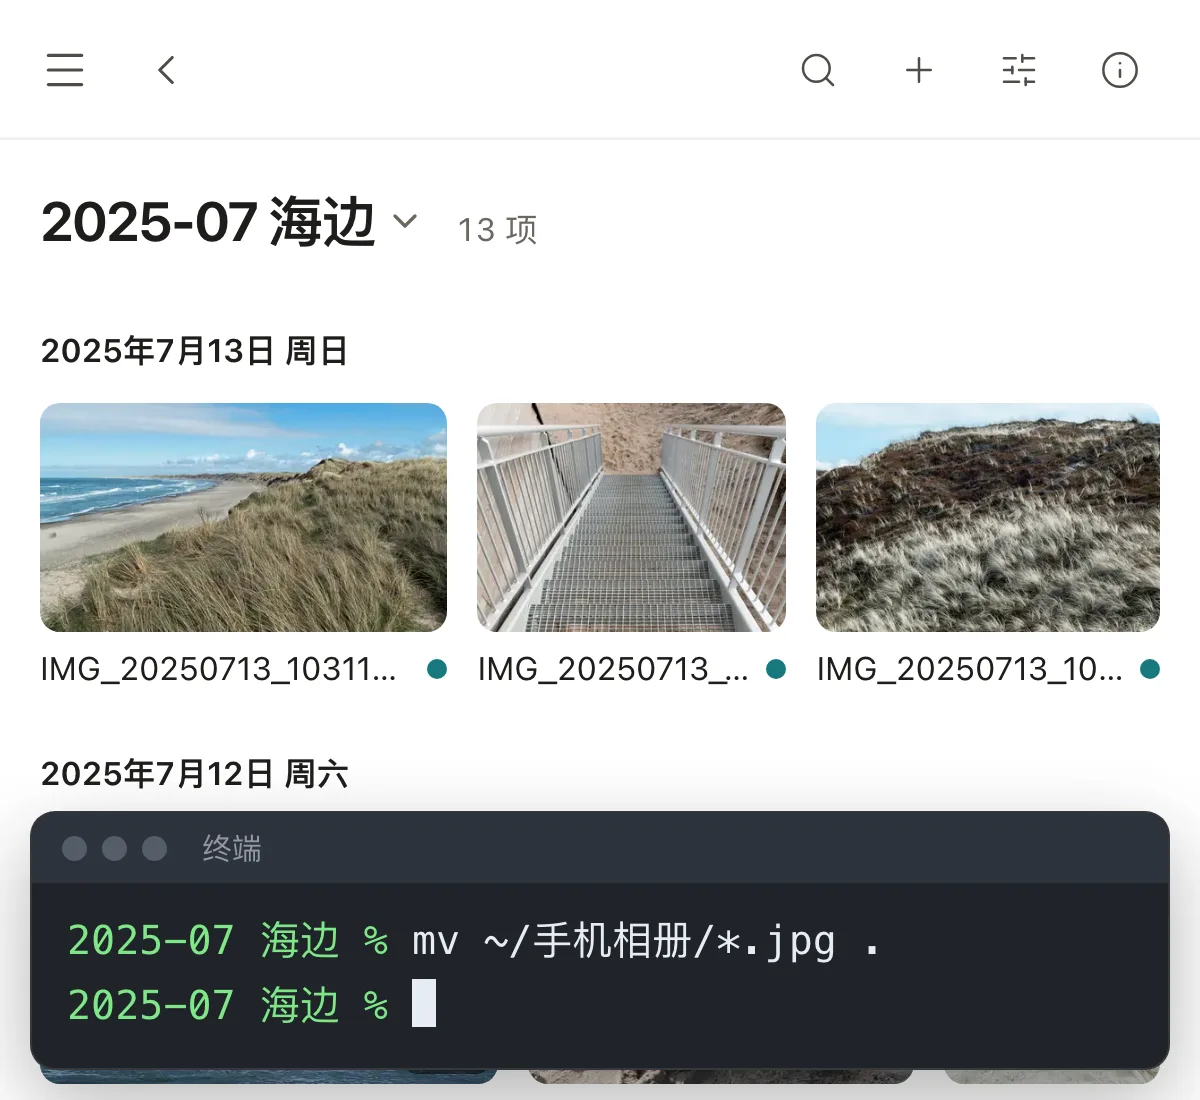 2025-07 海边 13 项
2025年7月13日 周日
IMG_20250713_10311...
IMG_20250713_...
IMG_20250713_10...
2025年7月12日 周六
终端
2025-07 海边 % mv ~/手机相册/*.jpg .
2025-07 海边 %